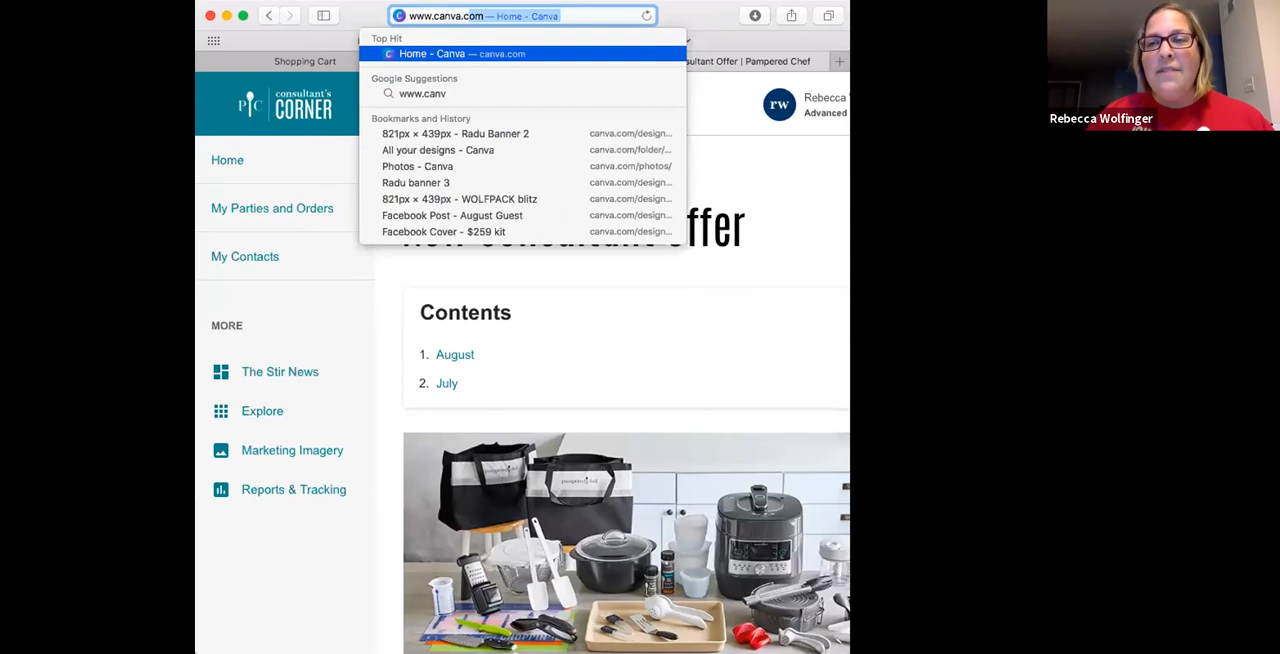 www.canva.com — Home - Canva
Top Hit
Home - Canva — canva.com
Shopping Cart
sultant Offer | Pampered Chef
Google Suggestions
www.canv
PC consultant's CORNER
rw
Rebecca
Advanced
Bookmarks and History
821px × 439px - Radu Banner 2 canva.com/design...
All your designs - Canva canva.com/folder/...
Photos - Canva canva.com/photos/
Radu banner 3 canva.com/design...
821px × 439px - WOLFPACK blitz canva.com/design...
Facebook Post - August Guest canva.com/design...
Facebook Cover - $259 kit canva.com/design...
Home
My Parties and Orders
My Contacts
MORE
The Stir News
Explore
Marketing Imagery
Reports & Tracking
ffer
Contents
1. August
2. July
pampered chef
Rebecca Wolfinger